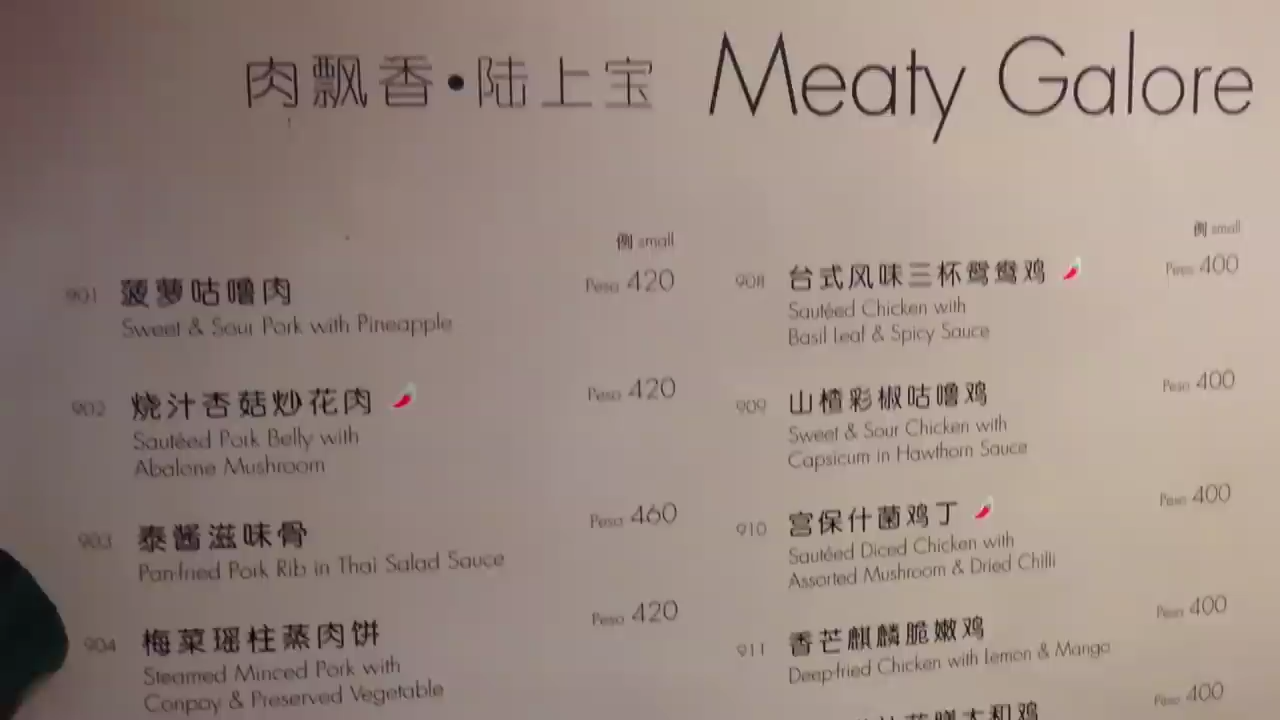 肉飘香•陆上宝 Meaty Galore
例 small
901 菠萝咕噜肉 Peso 420
Sweet & Sour Pork with Pineapple
902 烧汁杏菇炒花肉 Peso 420
Sautéed Pork Belly with
Abalone Mushroom
903 泰酱滋味骨 Peso 460
Pan-fried Pork Rib in Thai Salad Sauce
904 梅菜瑶柱蒸肉饼 Peso 420
Steamed Minced Pork with
Conpoy & Preserved Vegetable
例 small
908 台式风味三杯鸳鸯鸡 Peso 400
Sautéed Chicken with
Basil Leaf & Spicy Sauce
909 山楂彩椒咕噜鸡 Peso 400
Sweet & Sour Chicken with
Capsicum in Hawthorn Sauce
910 宫保什菌鸡丁 Peso 400
Sautéed Diced Chicken with
Assorted Mushroom & Dried Chilli
911 香芒麒麟脆嫩鸡 Peso 400
Deep-fried Chicken with Lemon & Mango
Peso 400